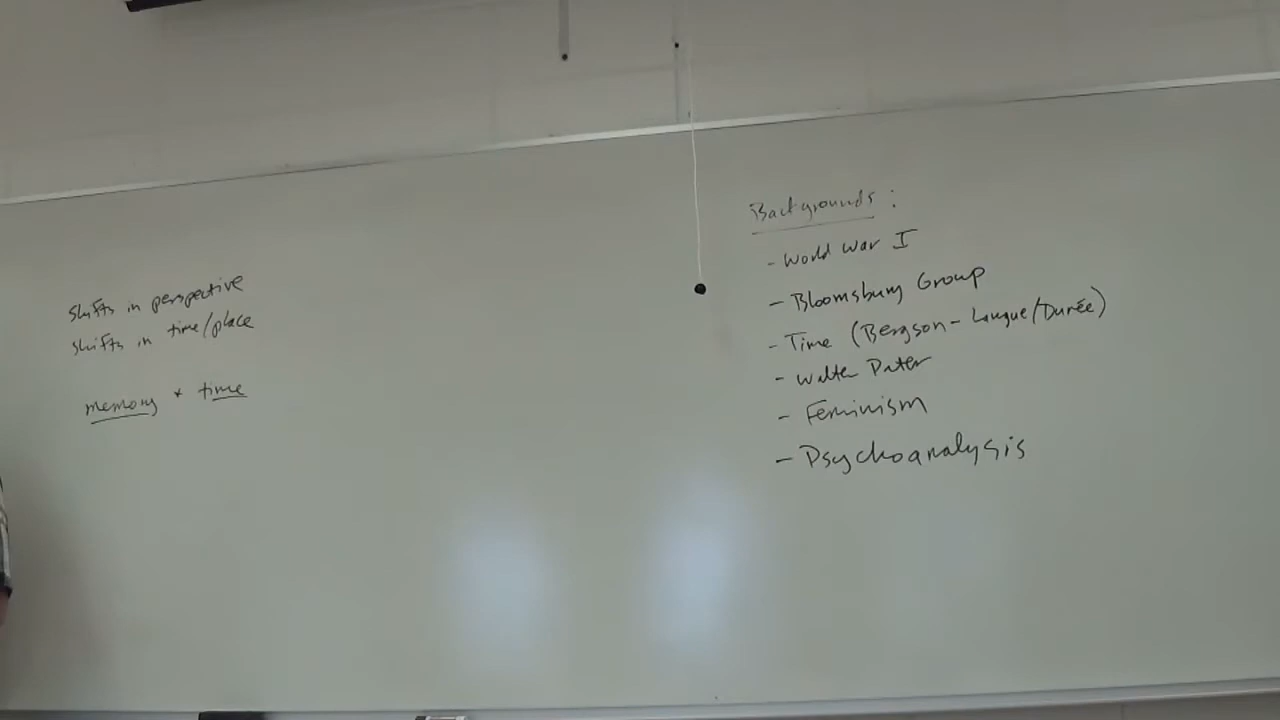 shifts in perspective
shifts in time/place
memory + time
Backgrounds:
- World War I
- Bloomsbury Group
- Time (Bergson - Langue/Durée)
- Walter Pater
- Feminism
- Psychoanalysis